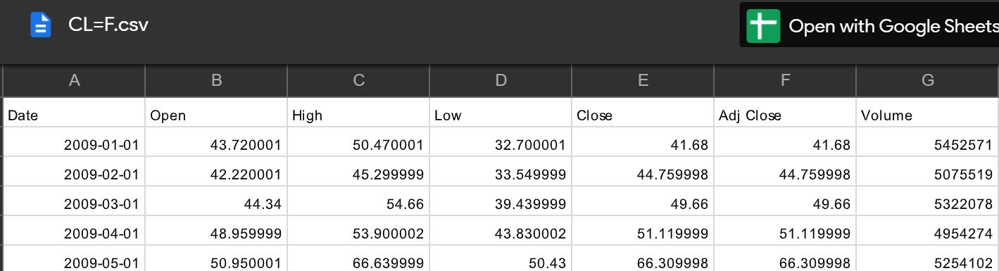 CL=F.csv
Open with Google Sheets
A B C D E F G
Date Open High Low Close Adj Close Volume
2009-01-01 43.720001 50.470001 32.700001 41.68 41.68 5452571
2009-02-01 42.220001 45.299999 33.549999 44.759998 44.759998 5075519
2009-03-01 44.34 54.66 39.439999 49.66 49.66 5322078
2009-04-01 48.959999 53.900002 43.830002 51.119999 51.119999 4954274
2009-05-01 50.950001 66.639999 50.43 66.309998 66.309998 5254102